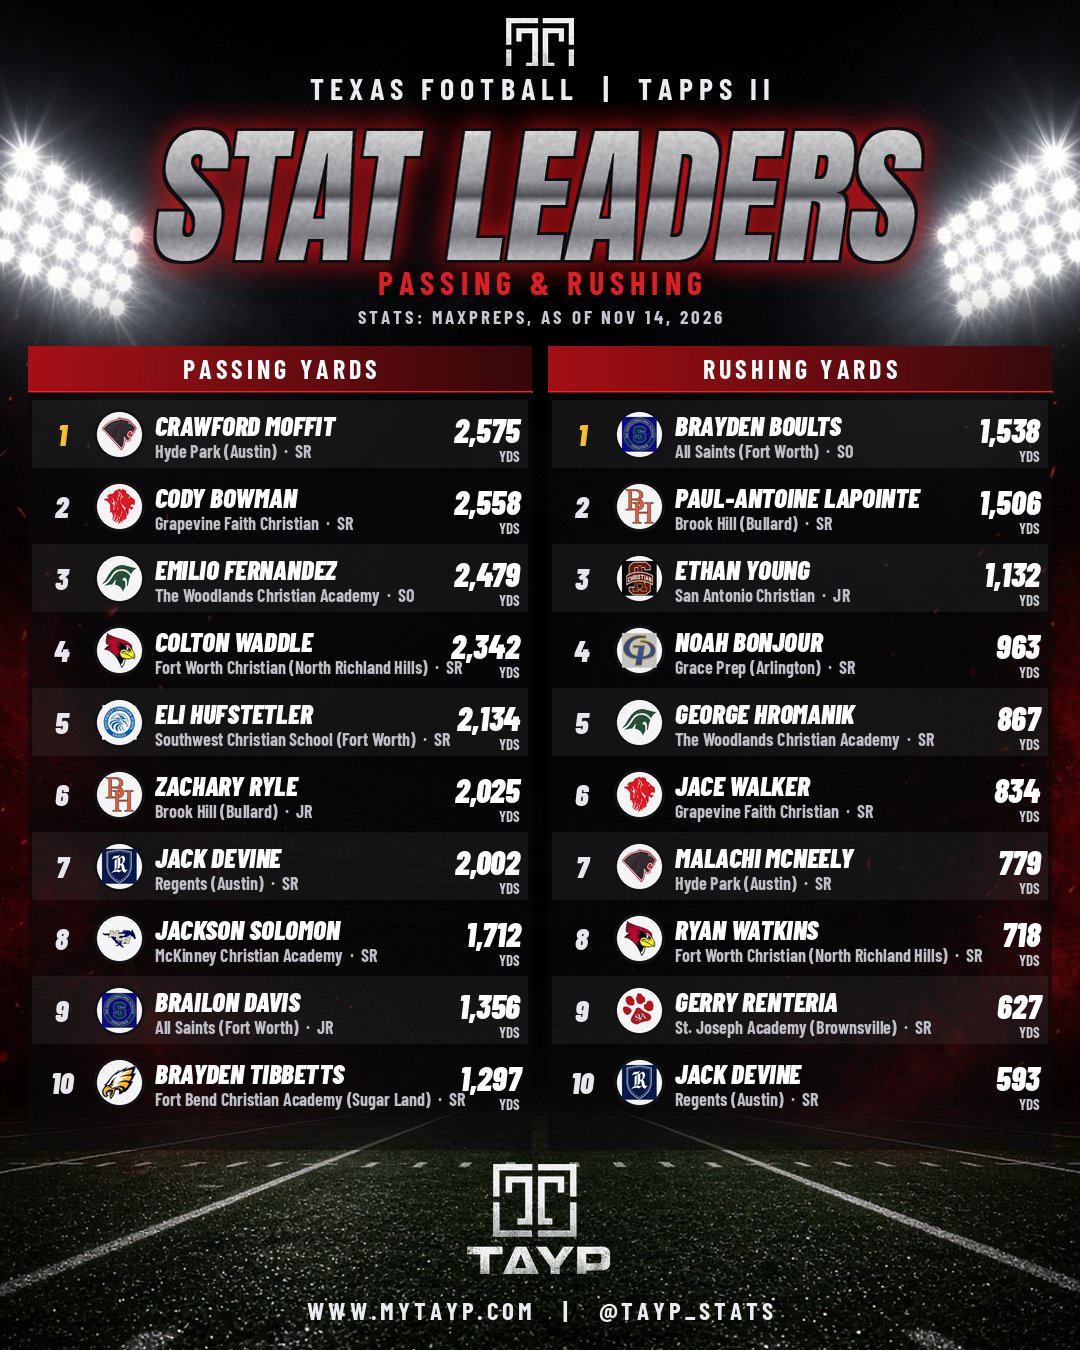 TEXAS FOOTBALL | TAPPS II
STAT LEADERS
PASSING & RUSHING
STATS: MAXPREPS, AS OF NOV 14, 2026
PASSING YARDS
1 CRAWFORD MOFFIT 2,575
Hyde Park (Austin) · SR YDS
2 CODY BOWMAN 2,558
Grapevine Faith Christian · SR YDS
3 EMILIO FERNANDEZ 2,479
The Woodlands Christian Academy · SO YDS
4 COLTON WADDLE 2,342
Fort Worth Christian (North Richland Hills) · SR YDS
5 ELI HUFSTETLER 2,134
Southwest Christian School (Fort Worth) · SR YDS
6 ZACHARY RYLE 2,025
Brook Hill (Bullard) · JR YDS
7 JACK DEVINE 2,002
Regents (Austin) · SR YDS
8 JACKSON SOLOMON 1,712
McKinney Christian Academy · SR YDS
9 BRAILON DAVIS 1,356
All Saints (Fort Worth) · JR YDS
10 BRAYDEN TIBBETTS 1,297
Fort Bend Christian Academy (Sugar Land) · SR YDS
RUSHING YARDS
1 BRAYDEN BOULTS 1,538
All Saints (Fort Worth) · SO YDS
2 PAUL-ANTOINE LAPOINTE 1,506
Brook Hill (Bullard) · SR YDS
3 ETHAN YOUNG 1,132
San Antonio Christian · JR YDS
4 NOAH BONJOUR 963
Grace Prep (Arlington) · SR YDS
5 GEORGE HROMANIK 867
The Woodlands Christian Academy · SR YDS
6 JACE WALKER 834
Grapevine Faith Christian · SR YDS
7 MALACHI MCNEELY 779
Hyde Park (Austin) · SR YDS
8 RYAN WATKINS 718
Fort Worth Christian (North Richland Hills) · SR YDS
9 GERRY RENTERIA 627
St. Joseph Academy (Brownsville) · SR YDS
10 JACK DEVINE 593
Regents (Austin) · SR YDS
TAYP
WWW.MYTAYP.COM | @TAYP_STATS